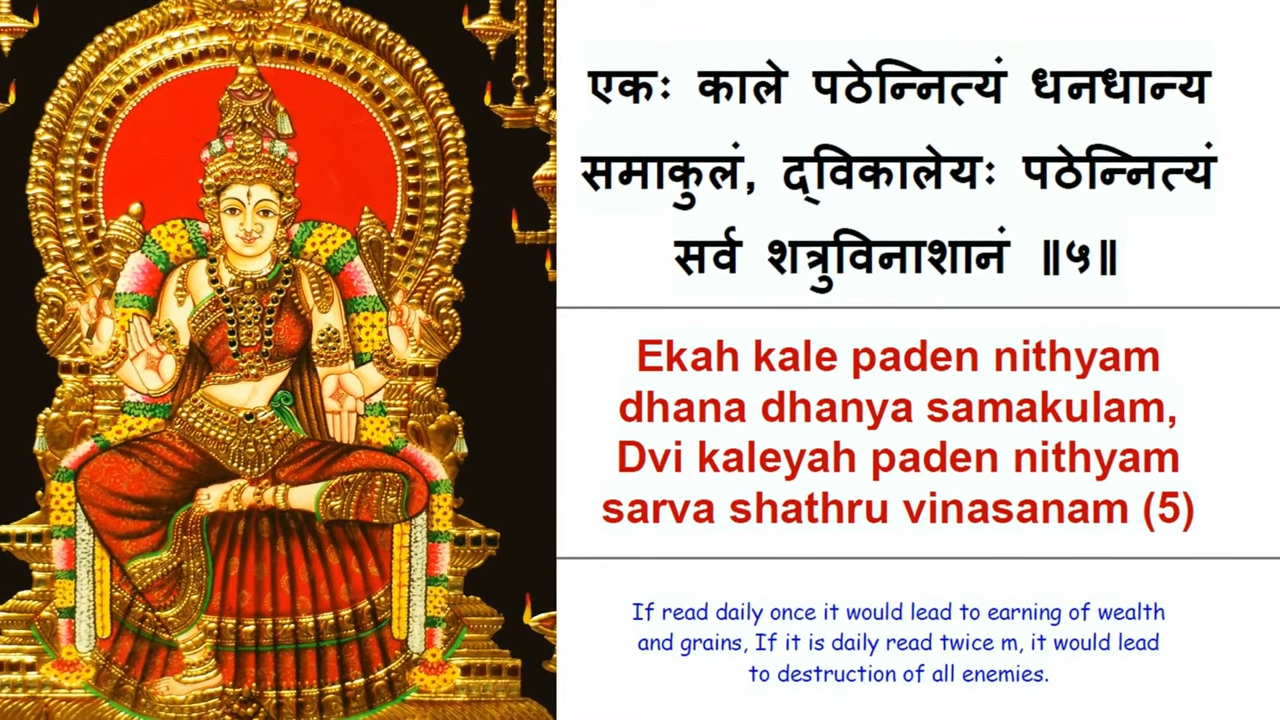 एकः काले पठेन्नित्यं धनधान्य
समाकुलं, द्विकालेयः पठेन्नित्यं
सर्व शत्रुविनाशानं ॥५॥
Ekah kale paden nithyam
dhana dhanya samakulam,
Dvi kaleyah paden nithyam
sarva shathru vinasanam (5)
If read daily once it would lead to earning of wealth
and grains, If it is daily read twice m, it would lead
to destruction of all enemies.